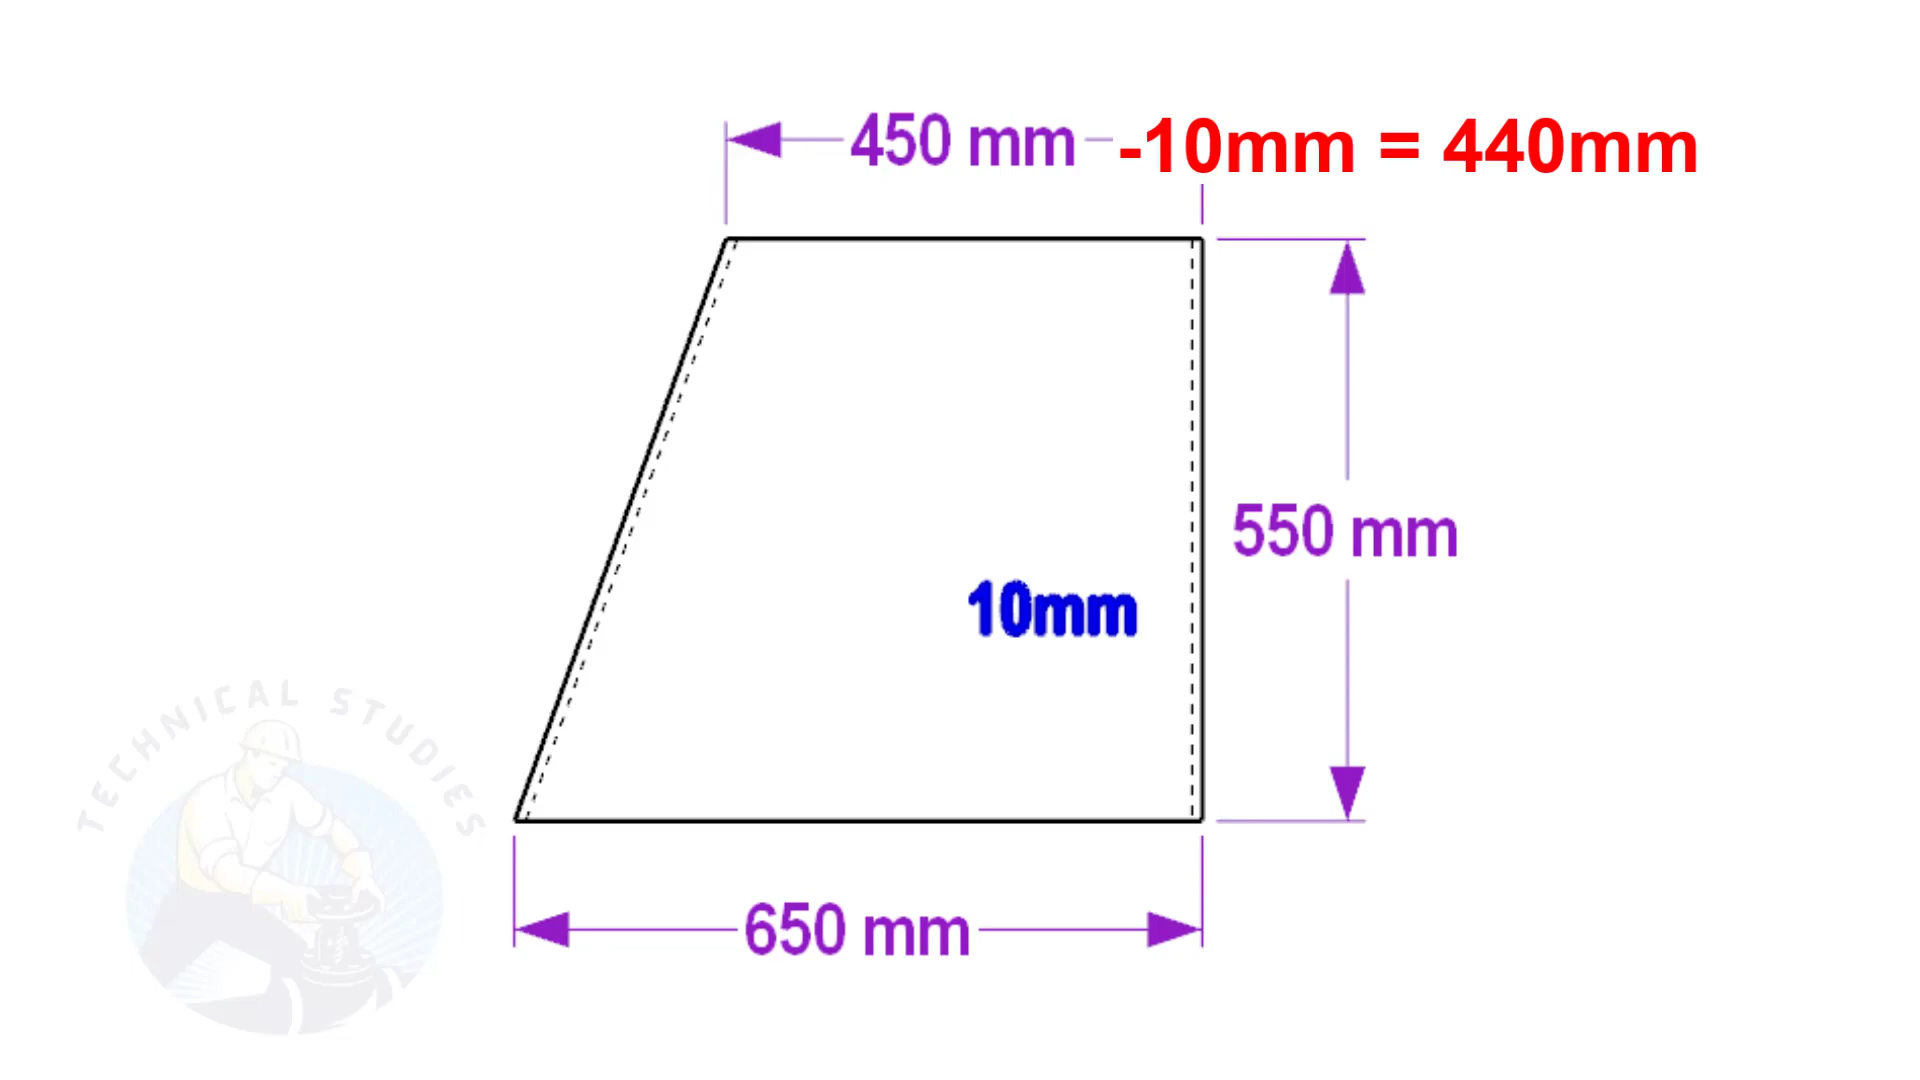 450 mm -10mm = 440mm
550 mm
10mm
TECHNICAL STUDIES
650 mm